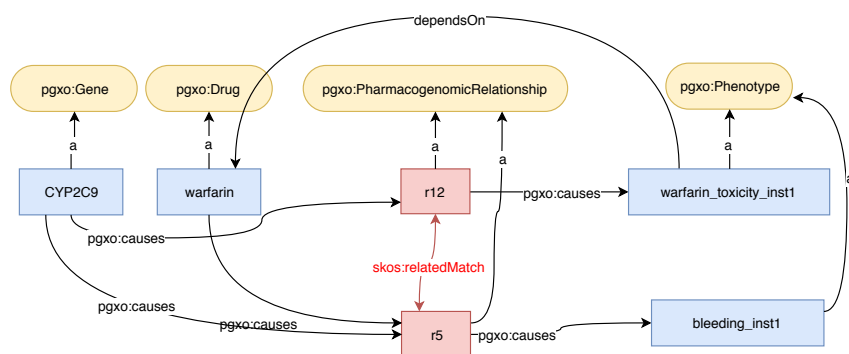 dependsOn
pgxo:Gene
pgxo:Drug
pgxo:PharmacogenomicRelationship
pgxo:Phenotype
a
a
a
a
a
a
CYP2C9
warfarin
r12
pgxo:causes
warfarin_toxicity_inst1
pgxo:causes
skos:relatedMatch
pgxo:causes
pgxo:causes
r5
pgxo:causes
bleeding_inst1